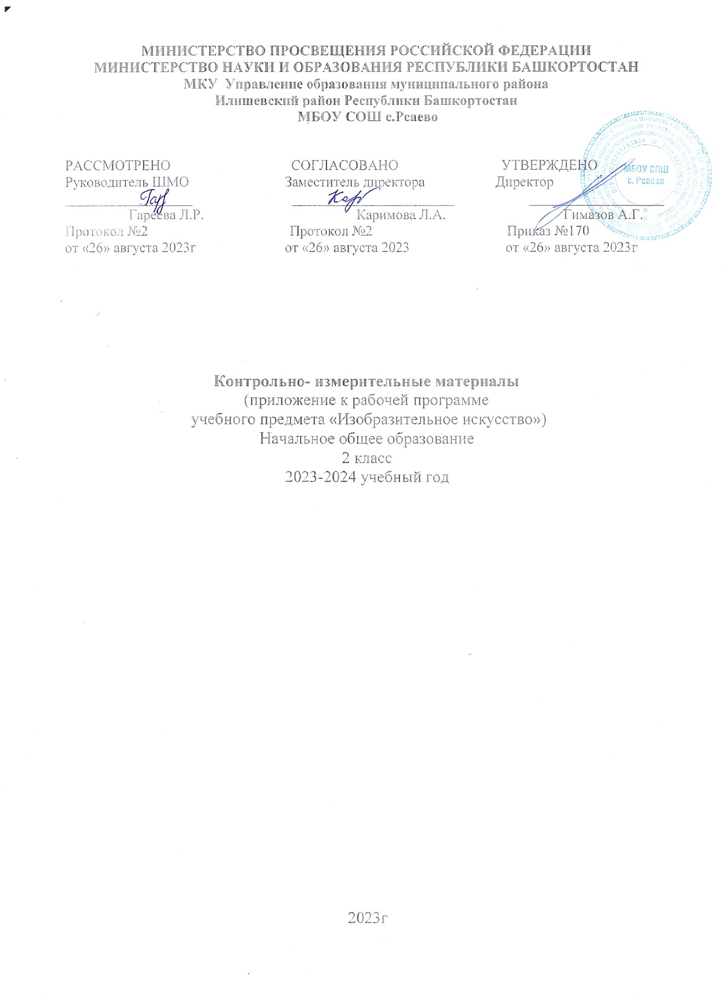 МИНИСТЕРСТВО ПРОСВЕЩЕНИЯ РОССИЙСКОЙ ФЕДЕРАЦИИ
МИНИСТЕРСТВО НАУКИ И ОБРАЗОВАНИЯ РЕСПУБЛИКИ БАШКОРТОСТАН
МКУ Управление образования муниципального района
Илишевский район Республики Башкортостан
МБОУ СОШ с.Рсаево
РАССМОТРЕНО СОГЛАСОВАНО УТВЕРЖДЕНО
Руководитель ШМО Заместитель директора Директор
Гареева Л.Р. Каримова Л.А. Гимазов А.Г.
Протокол №2 Протокол №2 Приказ №170
от «26» августа 2023г от «26» августа 2023 от «26» августа 2023г
МБОУ СОШ
с. Рсаево
Контрольно- измерительные материалы
(приложение к рабочей программе
учебного предмета «Изобразительное искусство»)
Начальное общее образование
2 класс
2023-2024 учебный год
2023г